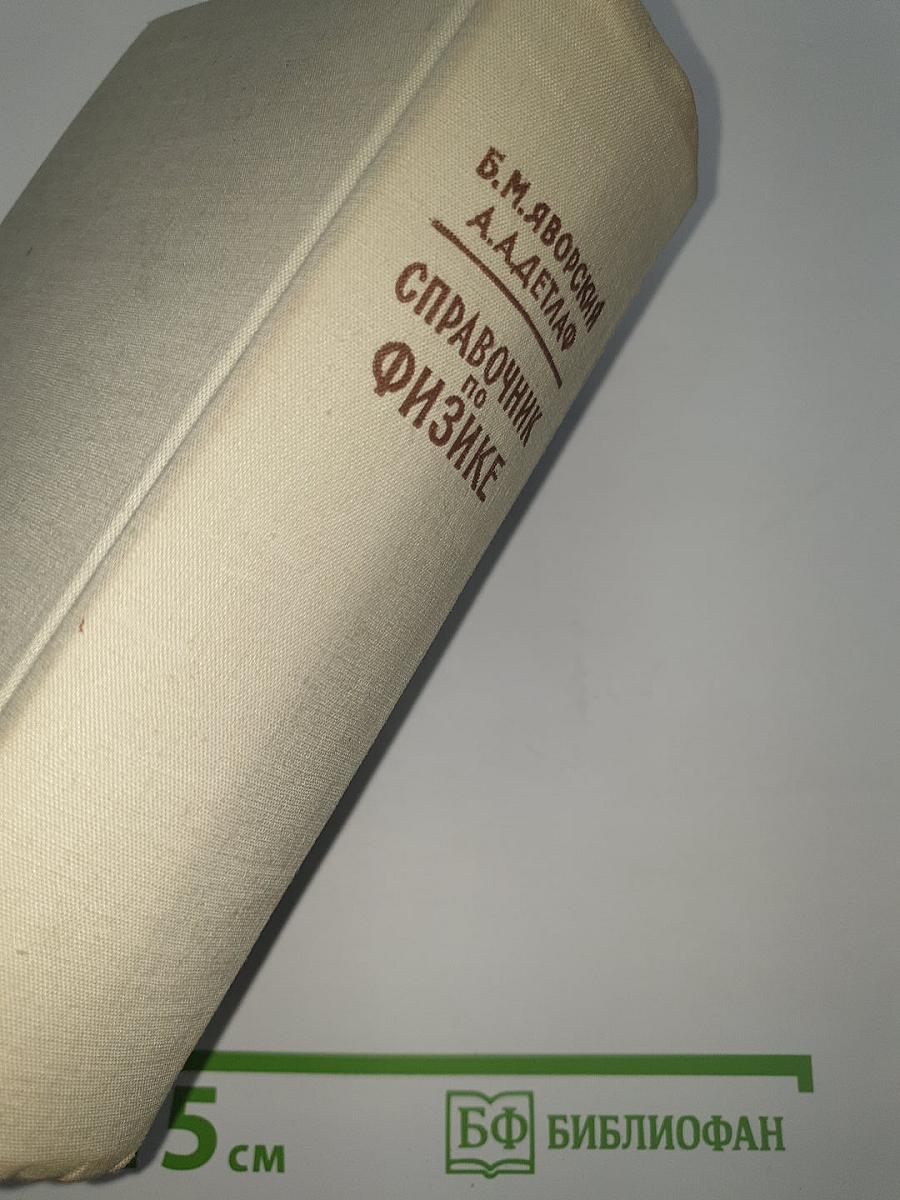 Б.М.ЯВОРСКИЙ
А.А.ДЕТЛАФ
СПРАВОЧНИК
ПО
ФИЗИКЕ
5 см
БФ БИБЛИОФАН